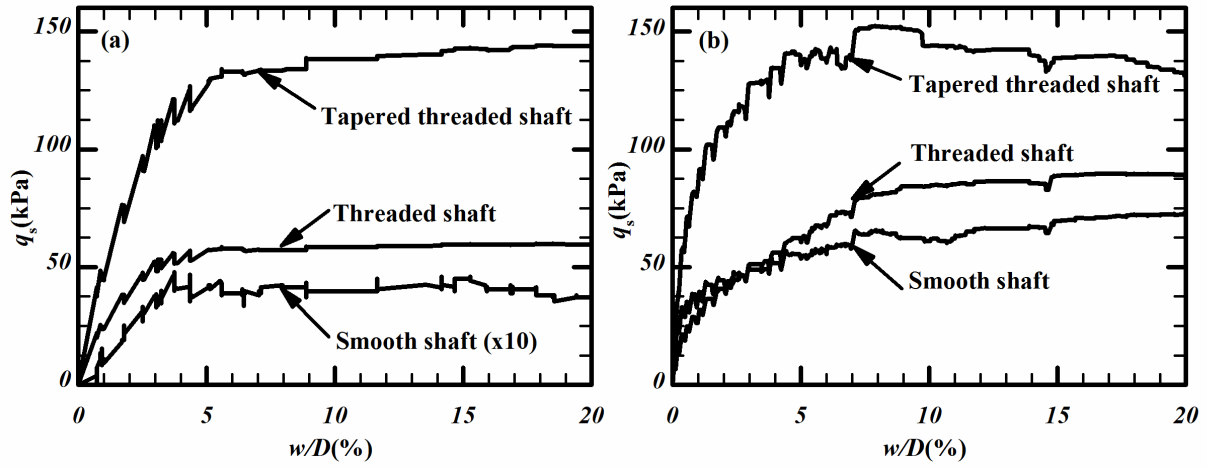 150
100
50
0
q_s(kPa)
(a)
Tapered threaded shaft
Threaded shaft
Smooth shaft (x10)
0 5 10 15 20
w/D(%)
150
100
50
0
q_s(kPa)
(b)
Tapered threaded shaft
Threaded shaft
Smooth shaft
0 5 10 15 20
w/D(%)